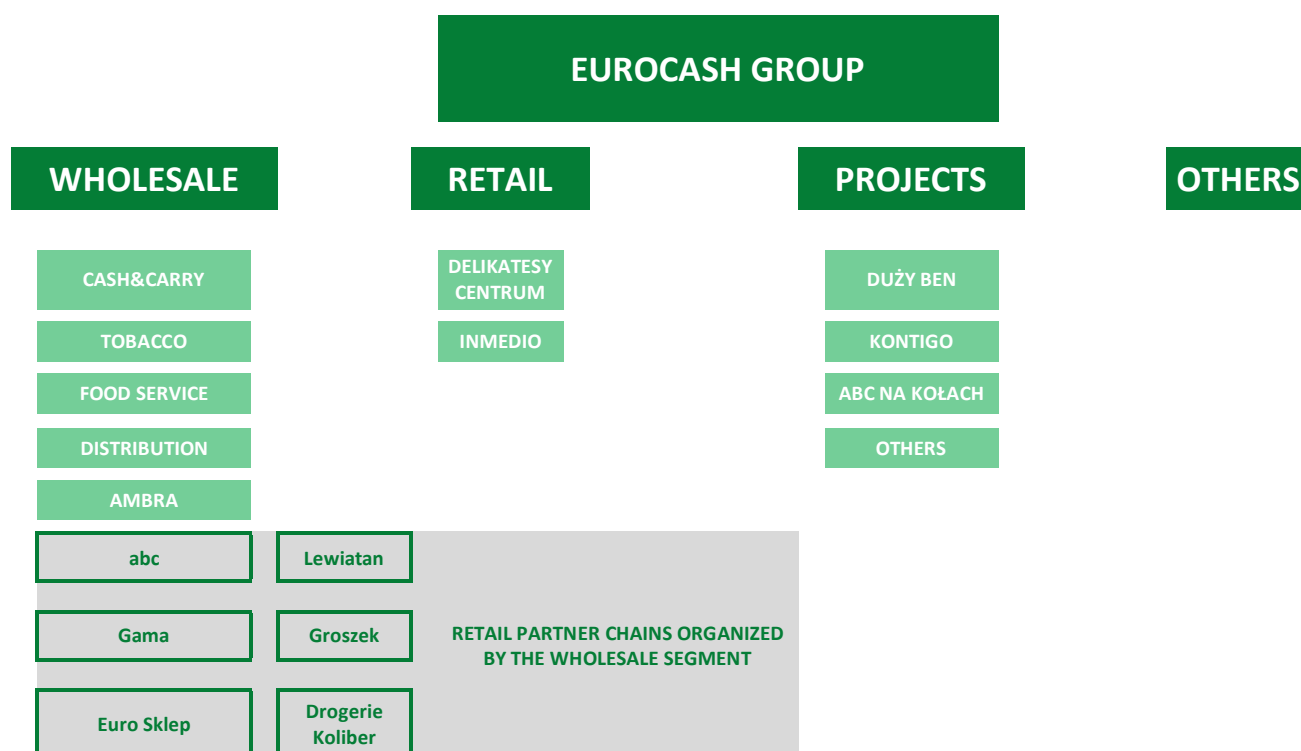 EUROCASH GROUP
WHOLESALE
RETAIL
PROJECTS
OTHERS
CASH&CARRY
DELIKATESY
CENTRUM
DUŻY BEN
TOBACCO
INMEDIO
KONTIGO
FOOD SERVICE
ABC NA KOŁACH
DISTRIBUTION
OTHERS
AMBRA
abc
Lewiatan
Gama
Groszek
RETAIL PARTNER CHAINS ORGANIZED
BY THE WHOLESALE SEGMENT
Euro Sklep
Drogerie
Koliber